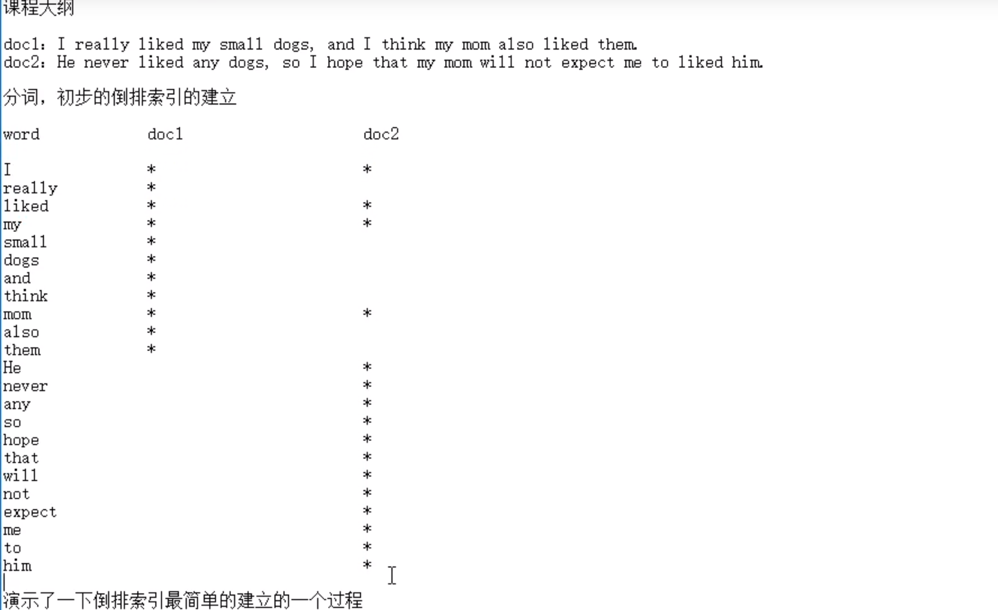 课程大纲
doc1: I really liked my small dogs, and I think my mom also liked them.
doc2: He never liked any dogs, so I hope that my mom will not expect me to liked him.
分词，初步的倒排索引的建立
word doc1 doc2
I * *
really *
liked * *
my * *
small *
dogs *
and *
think *
mom * *
also *
them *
He *
never *
any *
so *
hope *
that *
will *
not *
expect *
me *
to *
him *
演示了一下倒排索引最简单的建立的一个过程